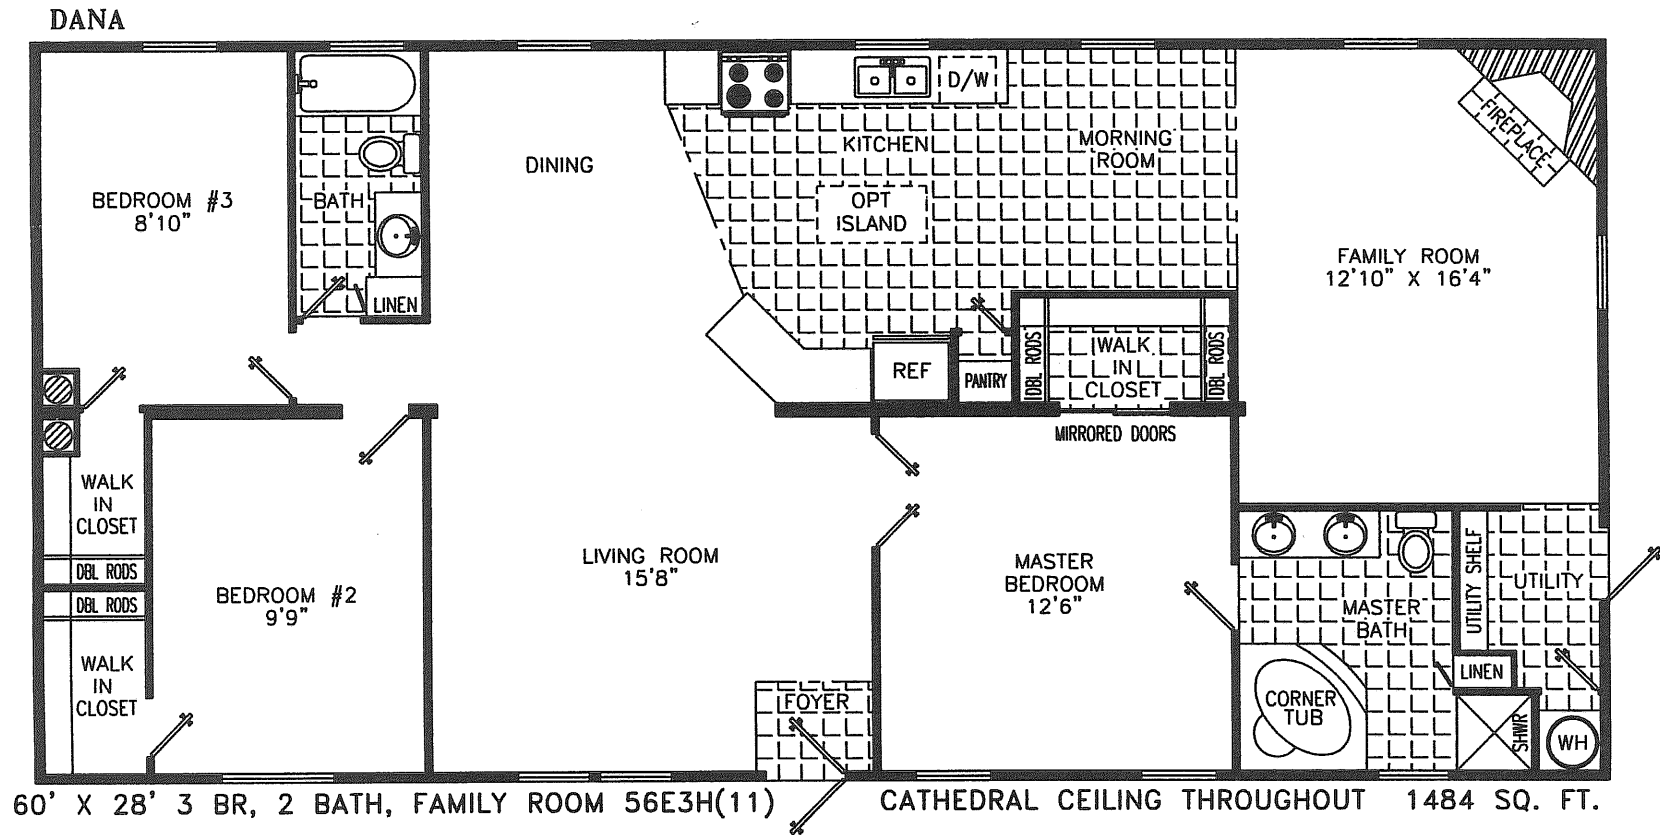 DANA
BEDROOM #3
8'10"
BATH
LINEN
DINING
D/W
KITCHEN
OPT
ISLAND
MORNING
ROOM
FIREPLACE
FAMILY ROOM
12'10" X 16'4"
REF
PANTRY
DBL RODS
WALK
IN
CLOSET
DBL RODS
MIRRORED DOORS
WALK
IN
CLOSET
DBL RODS
DBL RODS
WALK
IN
CLOSET
BEDROOM #2
9'9"
LIVING ROOM
15'8"
FOYER
MASTER
BEDROOM
12'6"
MASTER
BATH
CORNER
TUB
UTILITY SHELF
UTILITY
LINEN
SHWR
WH
60' X 28' 3 BR, 2 BATH, FAMILY ROOM 56E3H(11) CATHEDRAL CEILING THROUGHOUT 1484 SQ. FT.